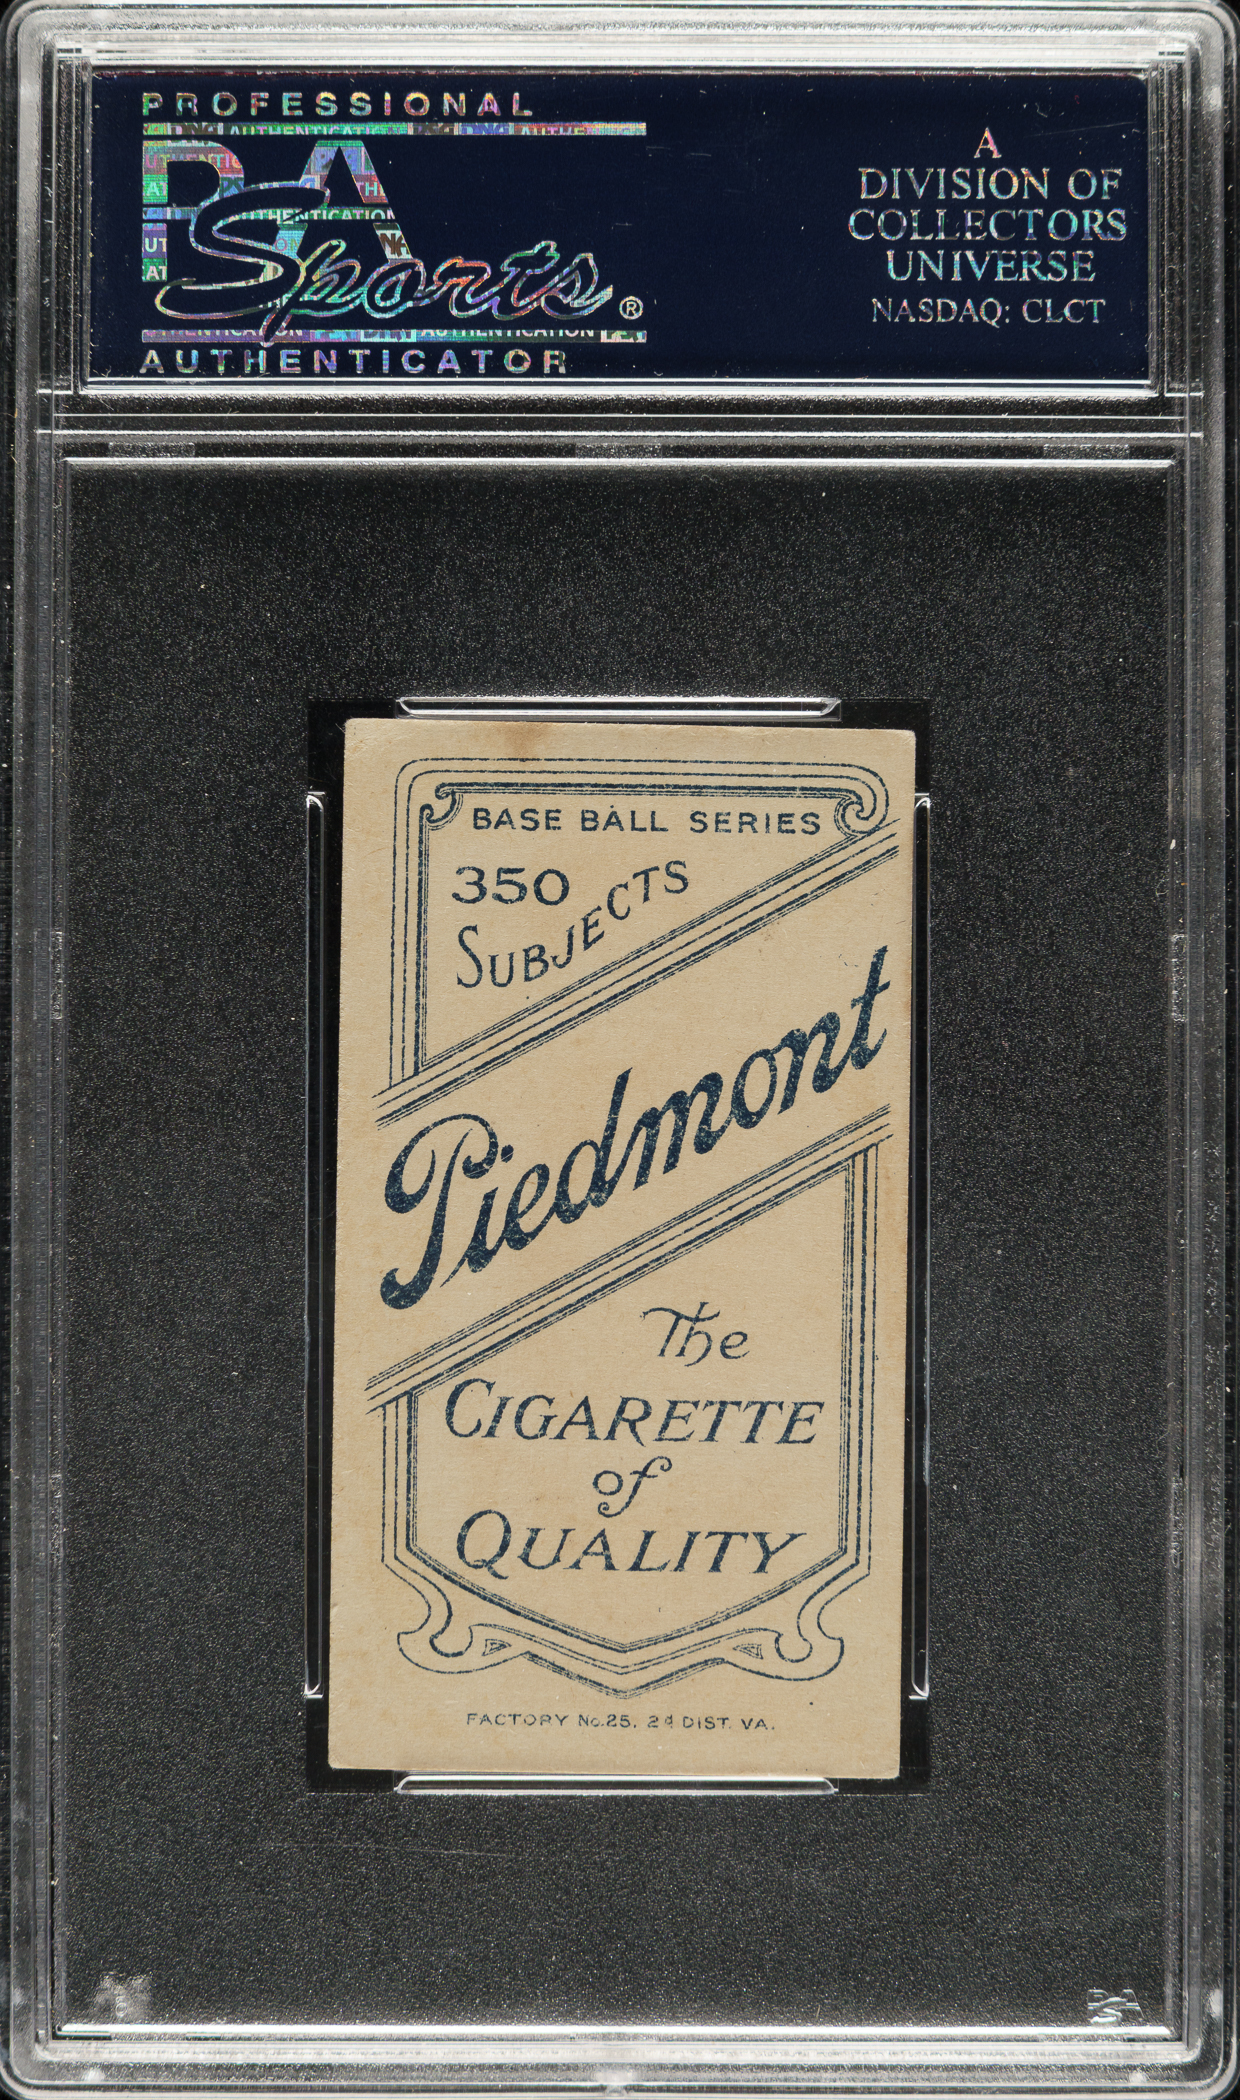 PROFESSIONAL
PSA
Sports®
AUTHENTICATOR
A
DIVISION OF
COLLECTORS
UNIVERSE
NASDAQ: CLCT
BASE BALL SERIES
350
SUBJECTS
Piedmont
The
CIGARETTE
of
QUALITY
FACTORY No. 25, 2d DIST. VA.
PSA